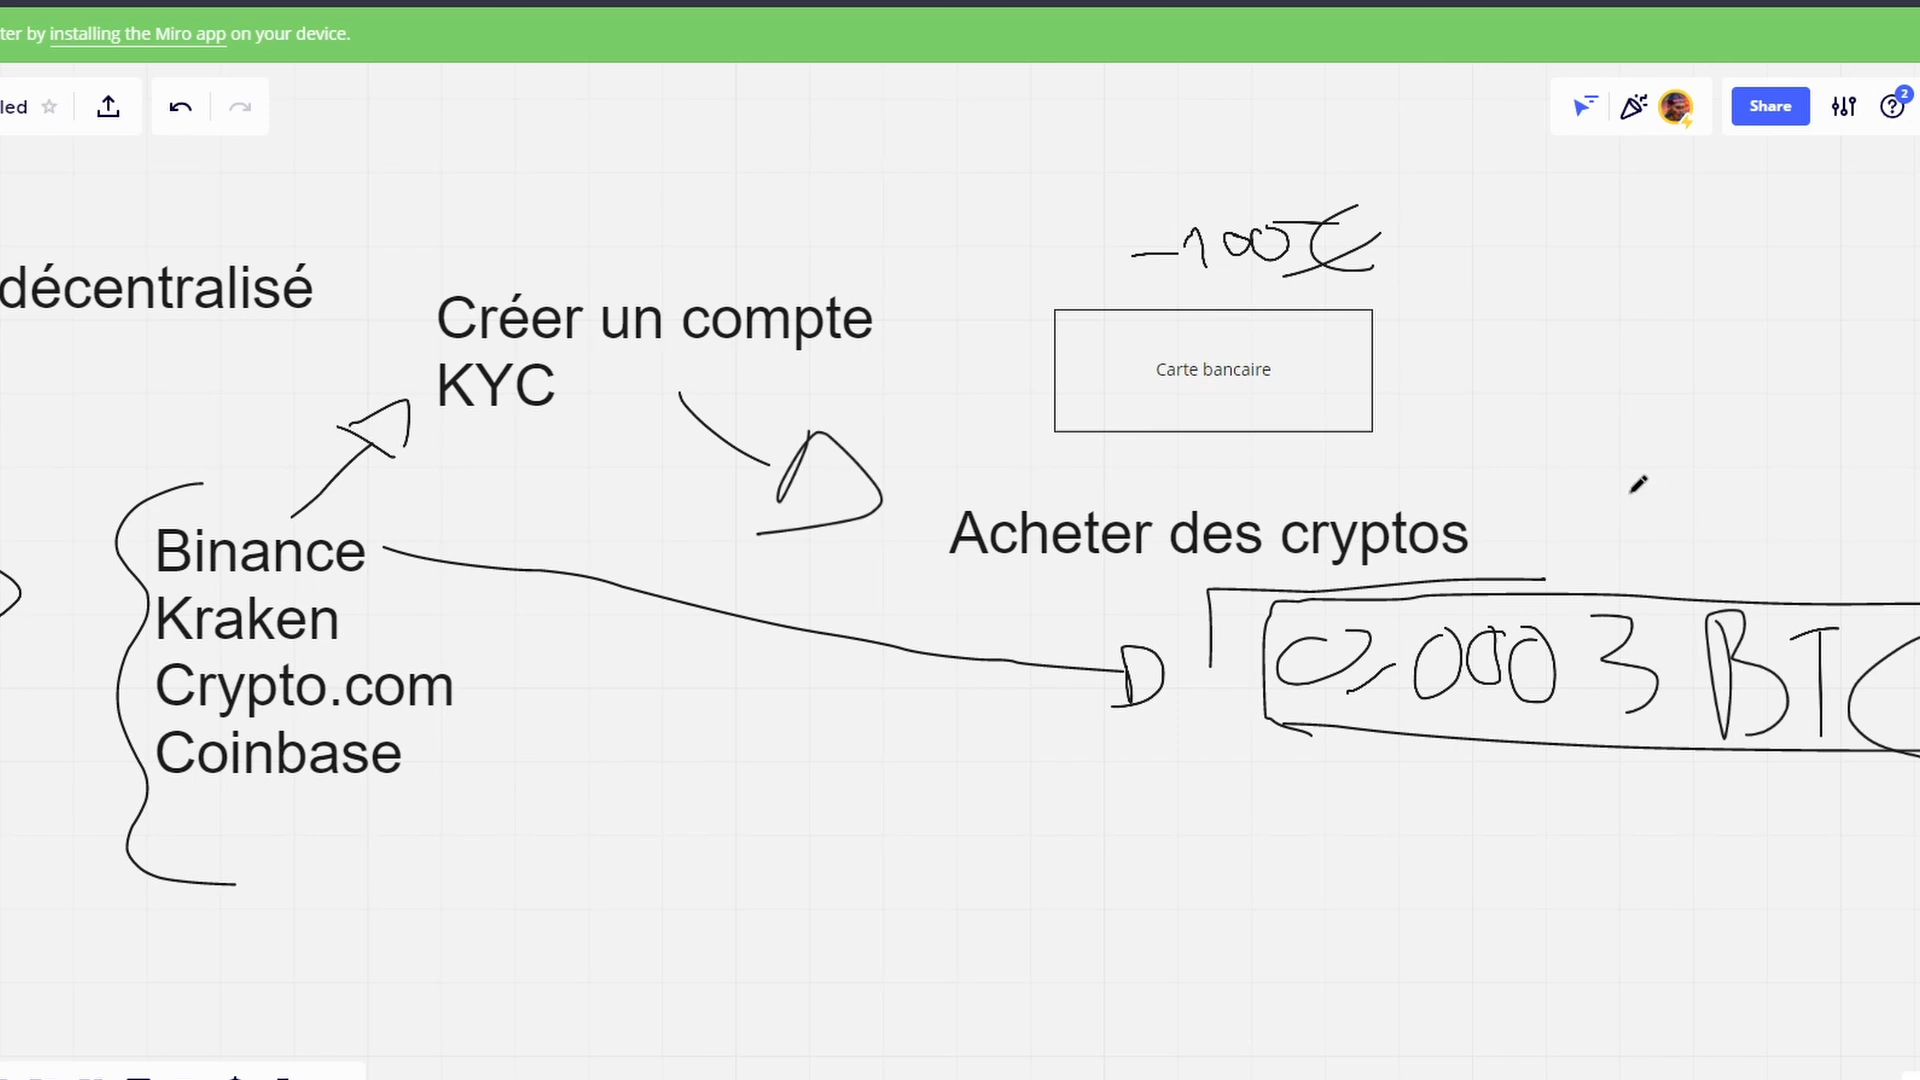 ter by installing the Miro app on your device.
led
Share
2
-100€
décentralisé
Créer un compte
KYC
Carte bancaire
Acheter des cryptos
Binance
Kraken
Crypto.com
Coinbase
0,0003 BTC